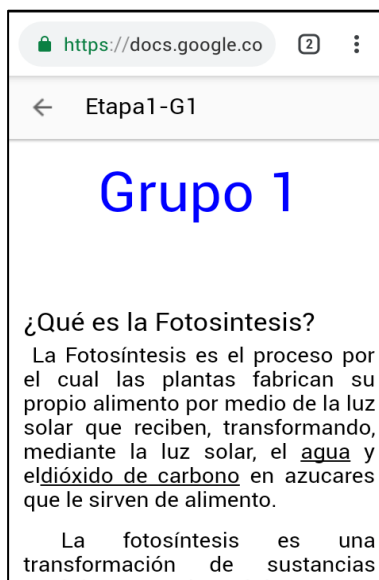 https://docs.google.co 2
Etapa1-G1
Grupo 1
¿Qué es la Fotosintesis?
La Fotosíntesis es el proceso por
el cual las plantas fabrican su
propio alimento por medio de la luz
solar que reciben, transformando,
mediante la luz solar, el agua y
eldióxido de carbono en azucares
que le sirven de alimento.
La fotosíntesis es una
transformación de sustancias